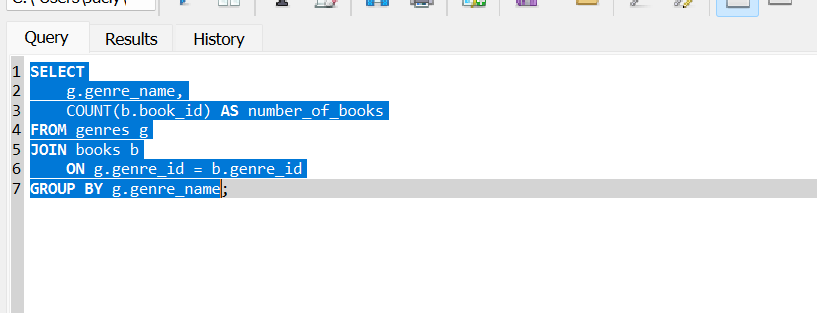 Query Results History
1 SELECT
2 g.genre_name,
3 COUNT(b.book_id) AS number_of_books
4 FROM genres g
5 JOIN books b
6 ON g.genre_id = b.genre_id
7 GROUP BY g.genre_name;